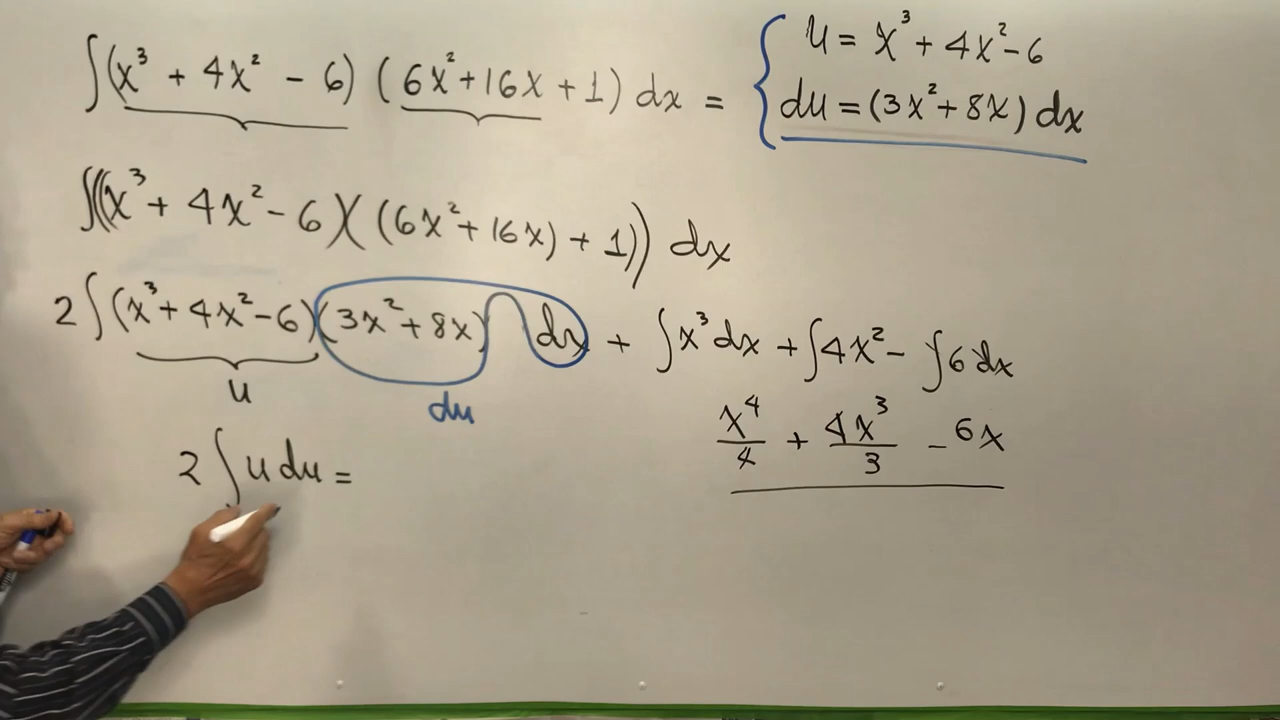 ∫(x³ + 4x² - 6) (6x² + 16x + 1) dx =
u = x³ + 4x² - 6
du = (3x² + 8x) dx
∫((x³ + 4x² - 6)((6x² + 16x) + 1)) dx
2∫(x³ + 4x² - 6)(3x² + 8x) dx + ∫x³ dx + ∫4x² - ∫6 dx
u
du
x⁴/4 + 4x³/3 - 6x
2∫u du =